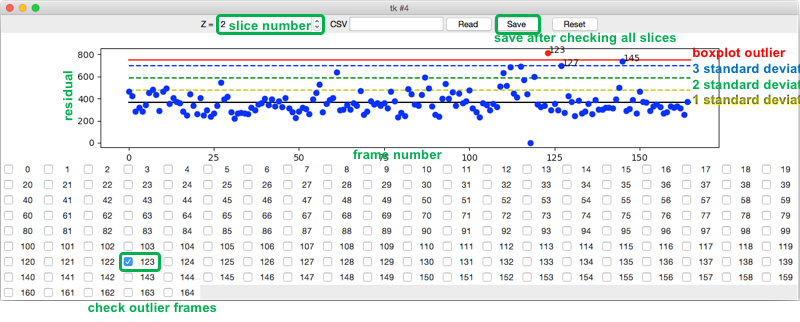 tk #4
Z = 2 slice number CSV Read Save Reset
save after checking all slices
123
boxplot outlier
127
145
3 standard deviat
2 standard deviat
1 standard deviat
residual
800
600
400
200
0
0 25 50 75 100 125 150
frame number
0 1 2 3 4 5 6 7 8 9 10 11 12 13 14 15 16 17 18 19
20 21 22 23 24 25 26 27 28 29 30 31 32 33 34 35 36 37 38 39
40 41 42 43 44 45 46 47 48 49 50 51 52 53 54 55 56 57 58 59
60 61 62 63 64 65 66 67 68 69 70 71 72 73 74 75 76 77 78 79
80 81 82 83 84 85 86 87 88 89 90 91 92 93 94 95 96 97 98 99
100 101 102 103 104 105 106 107 108 109 110 111 112 113 114 115 116 117 118 119
120 121 122 123 124 125 126 127 128 129 130 131 132 133 134 135 136 137 138 139
140 141 142 143 144 145 146 147 148 149 150 151 152 153 154 155 156 157 158 159
160 161 162 163 164
check outlier frames